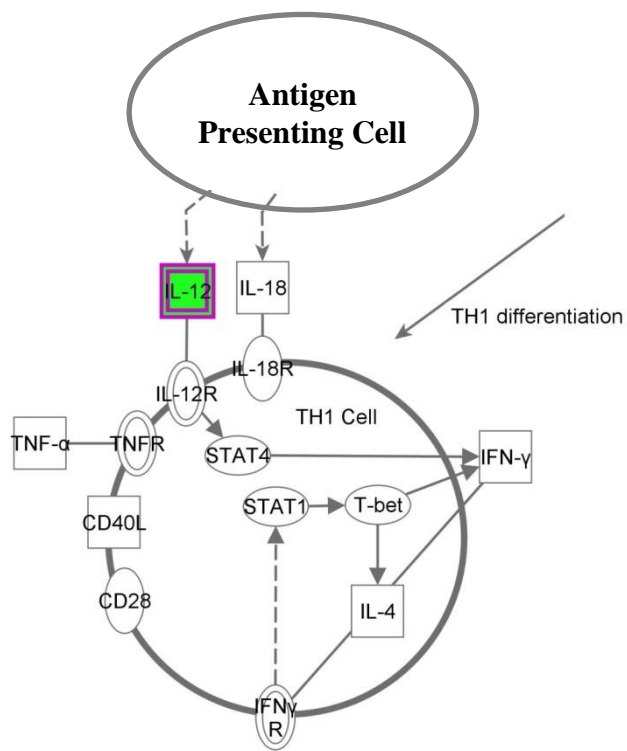 Antigen
Presenting Cell
IL-12
IL-18
TH1 differentiation
IL-18R
IL-12R
TH1 Cell
TNF-α
TNFR
STAT4
IFN-γ
STAT1
T-bet
CD40L
CD28
IL-4
IFNγ
R